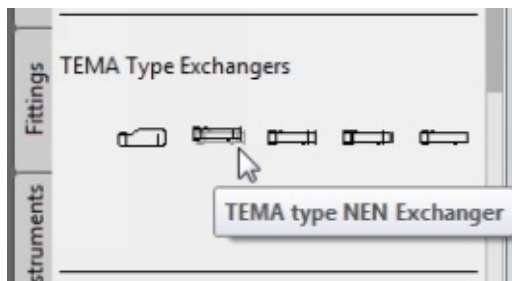 Fittings
TEMA Type Exchangers
TEMA type NEN Exchanger
struments